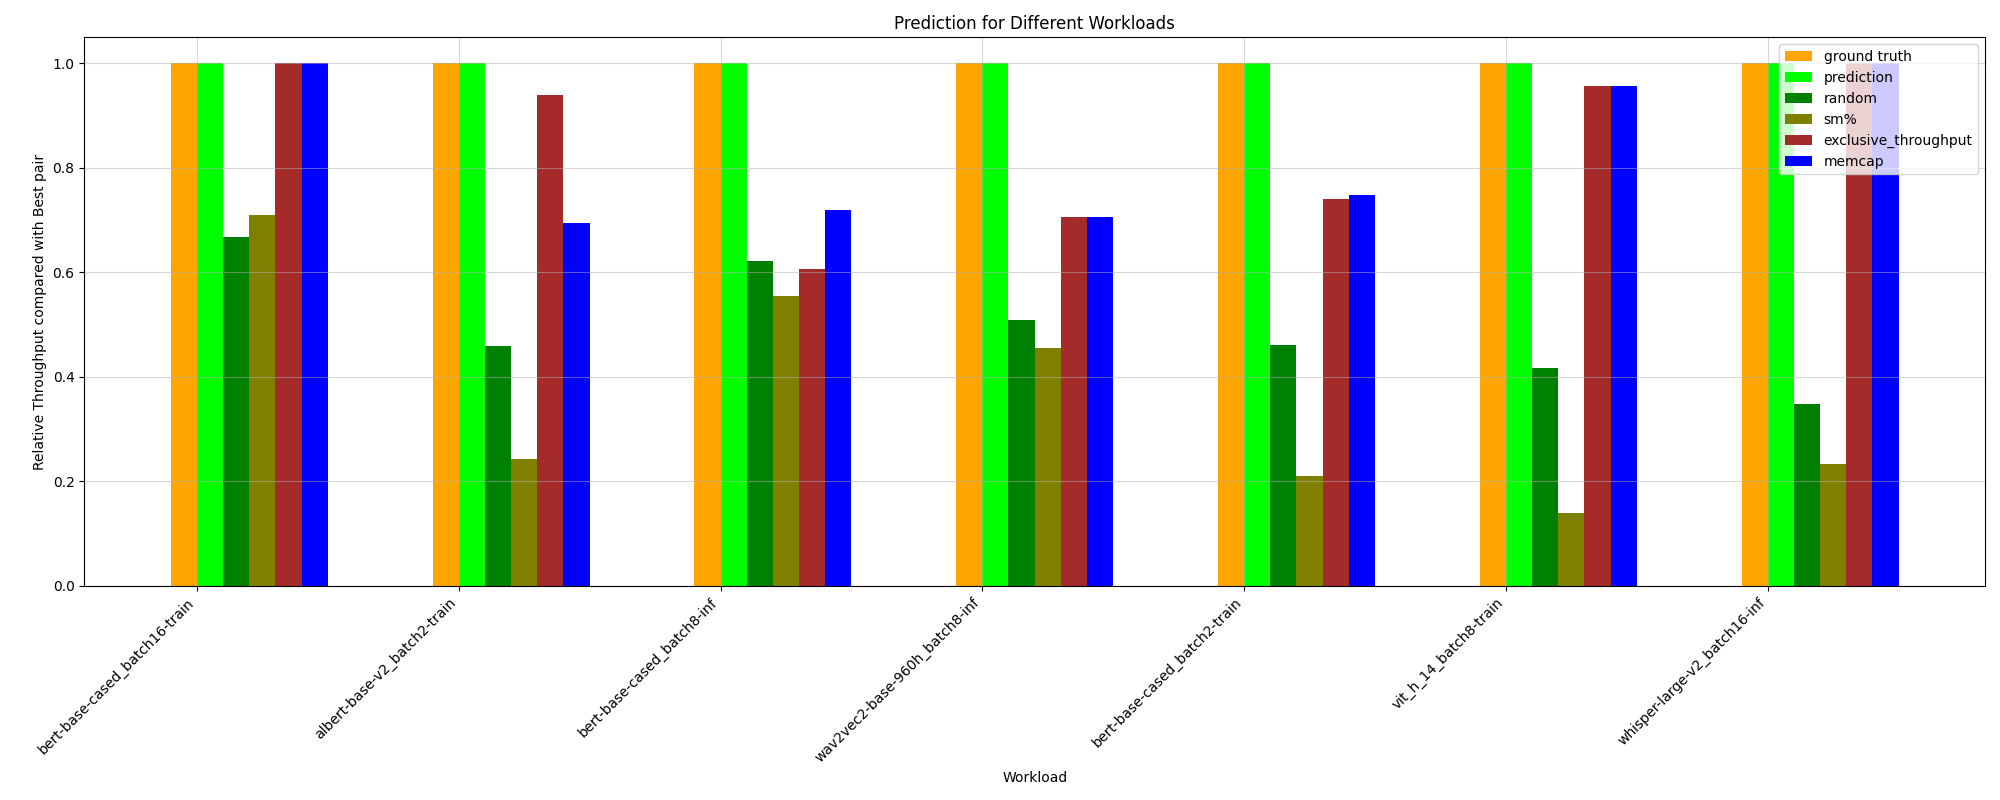 Prediction for Different Workloads
Relative Throughput compared with Best pair
1.0
0.8
0.6
0.4
0.2
0.0
ground truth
prediction
random
sm%
exclusive_throughput
memcap
bert-base-cased_batch16-train
albert-base-v2_batch2-train
bert-base-cased_batch8-inf
wav2vec2-base-960h_batch8-inf
bert-base-cased_batch2-train
vit_h_14_batch8-train
whisper-large-v2_batch16-inf
Workload